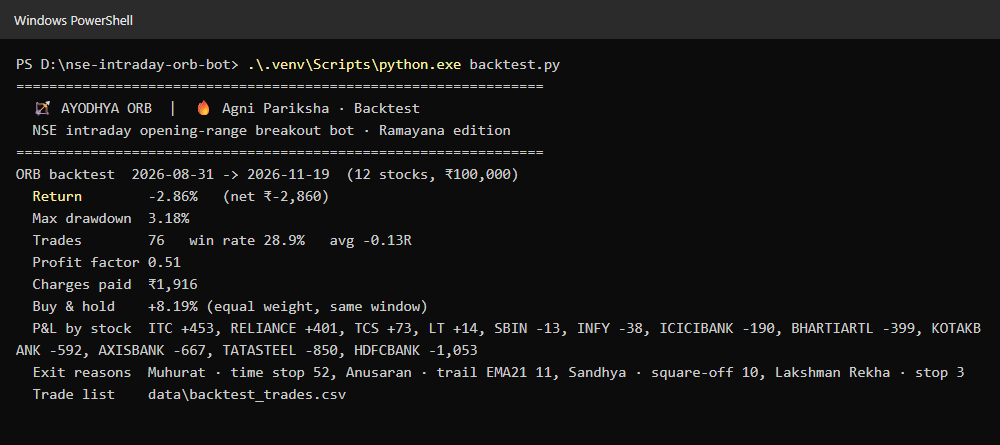 Windows PowerShell
PS D:\nse-intraday-orb-bot> .\.venv\Scripts\python.exe backtest.py
================================================================
🏹 AYODHYA ORB | 🔥 Agni Pariksha · Backtest
NSE intraday opening-range breakout bot · Ramayana edition
================================================================
ORB backtest 2026-08-31 -> 2026-11-19 (12 stocks, ₹100,000)
Return -2.86% (net ₹-2,860)
Max drawdown 3.18%
Trades 76 win rate 28.9% avg -0.13R
Profit factor 0.51
Charges paid ₹1,916
Buy & hold +8.19% (equal weight, same window)
P&L by stock ITC +453, RELIANCE +401, TCS +73, LT +14, SBIN -13, INFY -38, ICICIBANK -190, BHARTIARTL -399, KOTAKB
ANK -592, AXISBANK -667, TATASTEEL -850, HDFCBANK -1,053
Exit reasons Muhurat · time stop 52, Anusaran · trail EMA21 11, Sandhya · square-off 10, Lakshman Rekha · stop 3
Trade list data\backtest_trades.csv